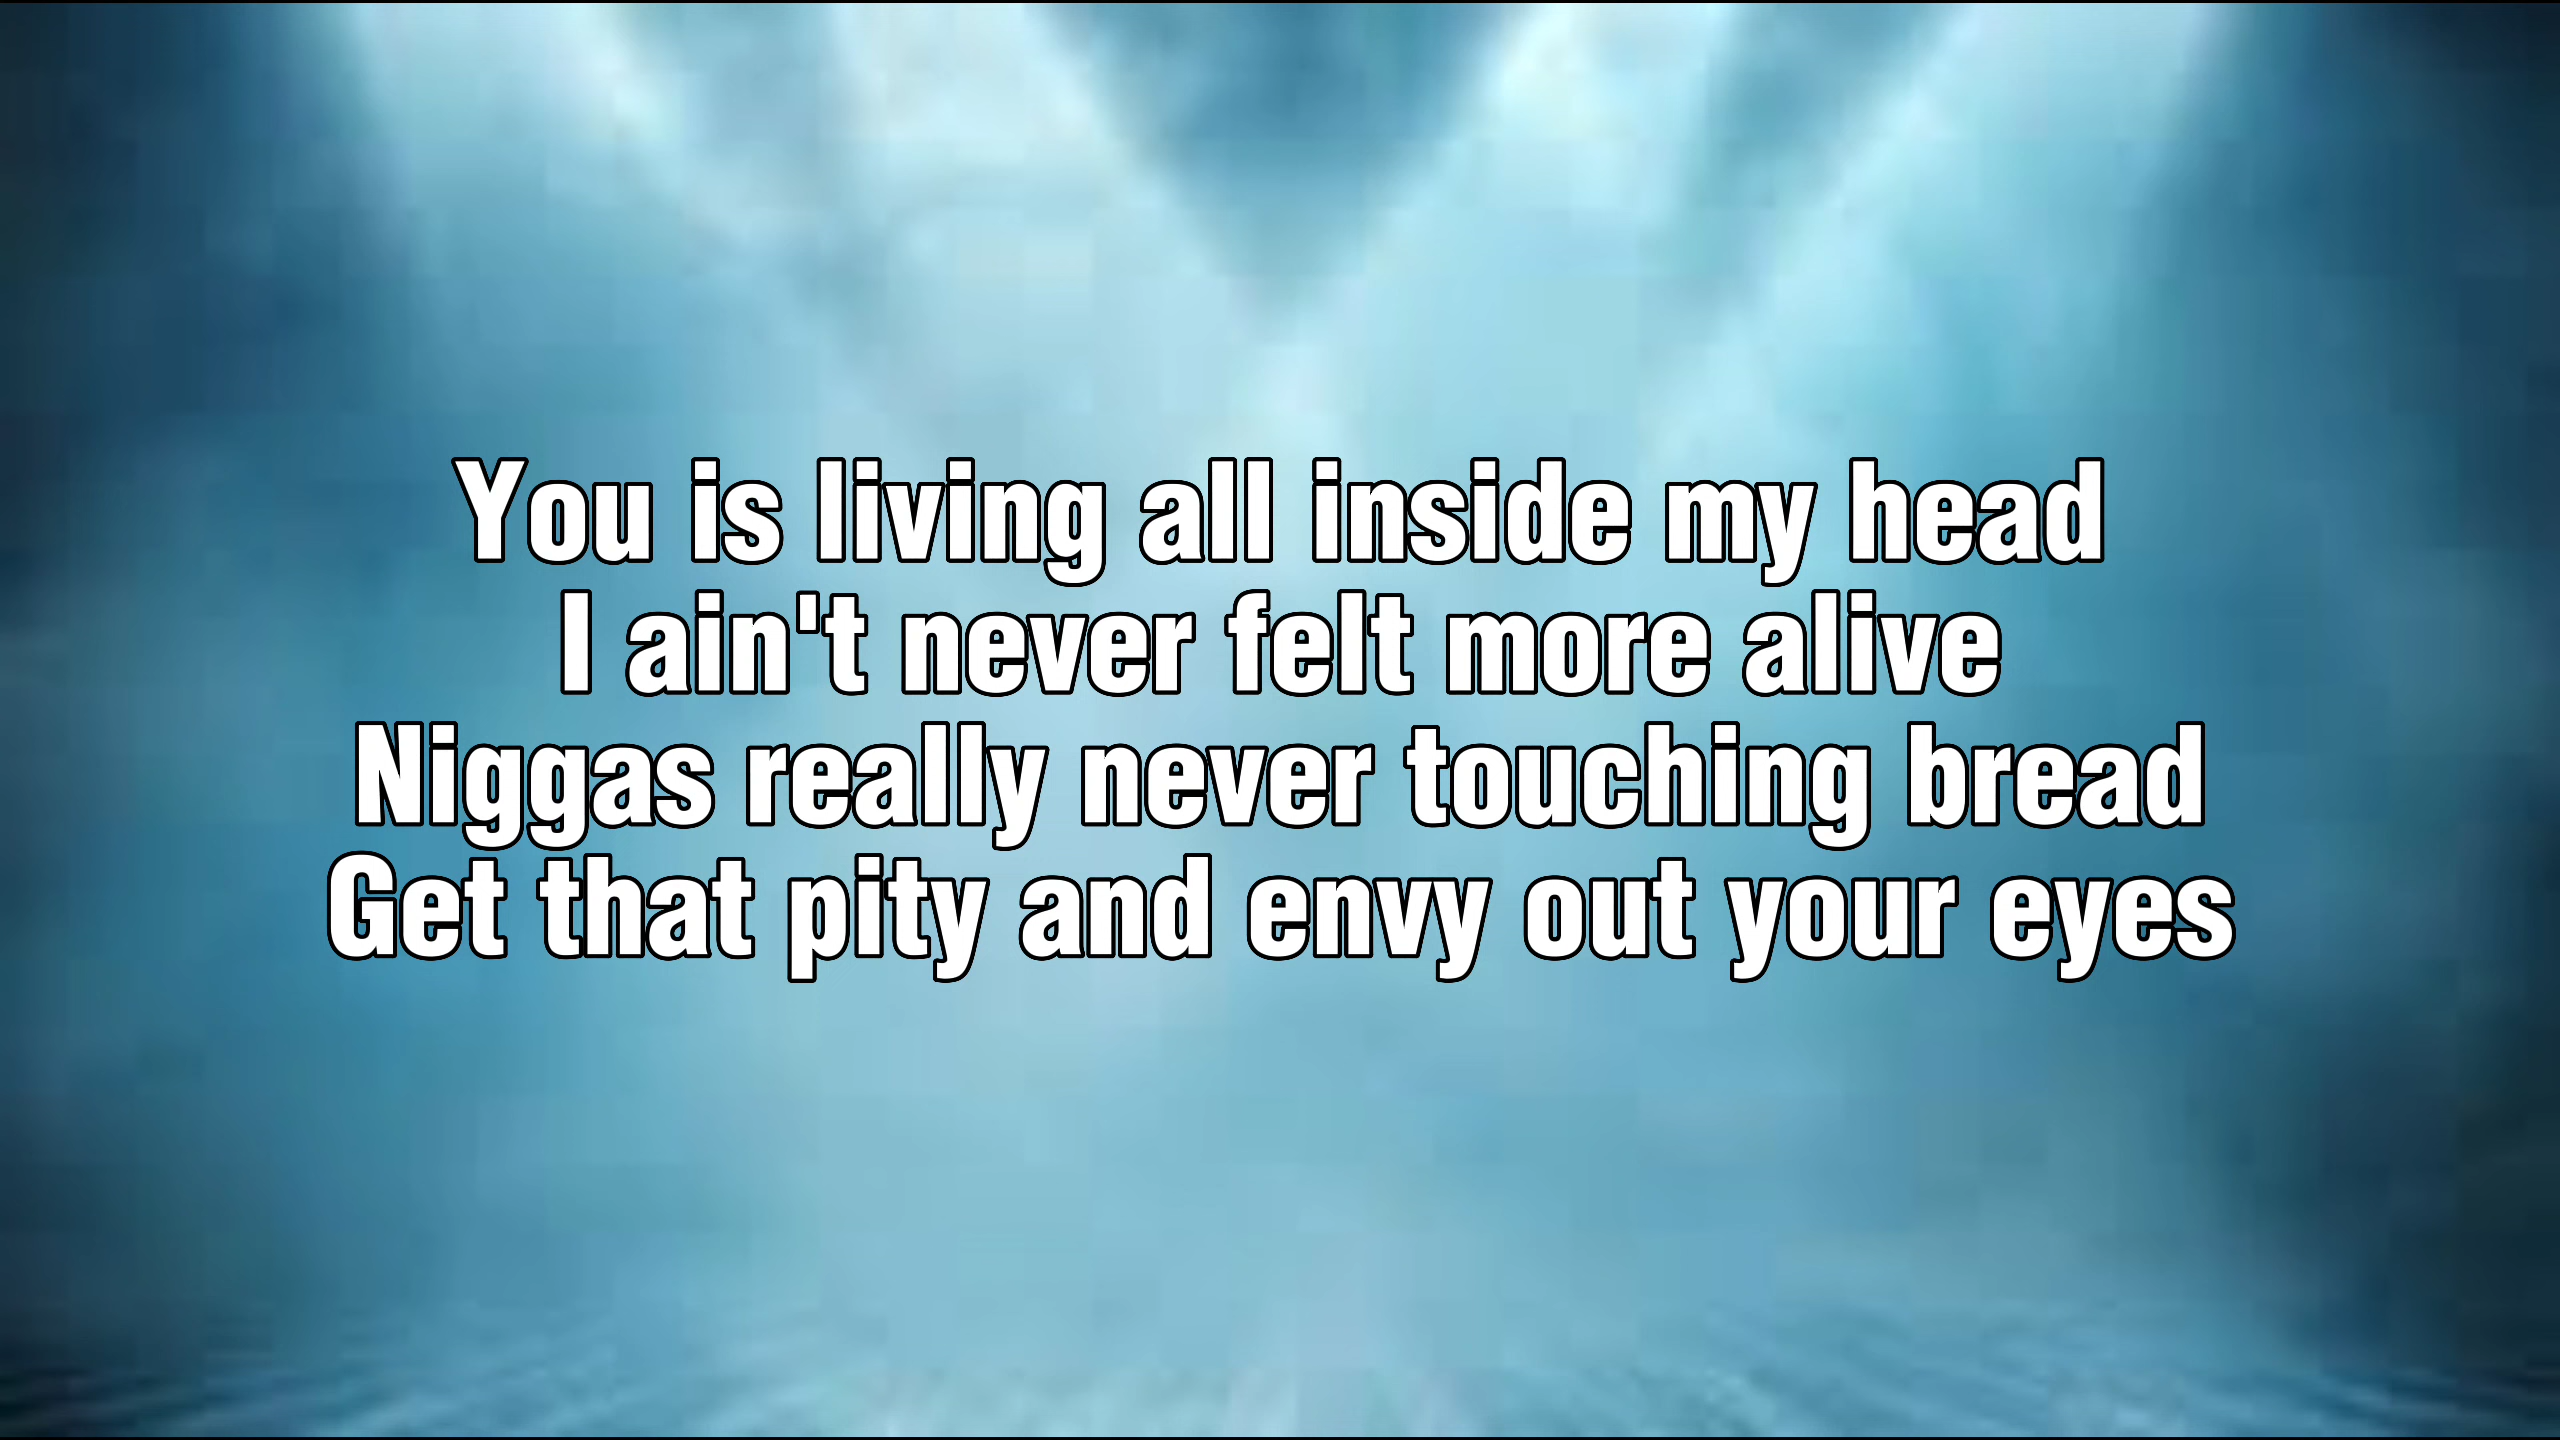 You is living all inside my head
I ain't never felt more alive
Niggas really never touching bread
Get that pity and envy out your eyes